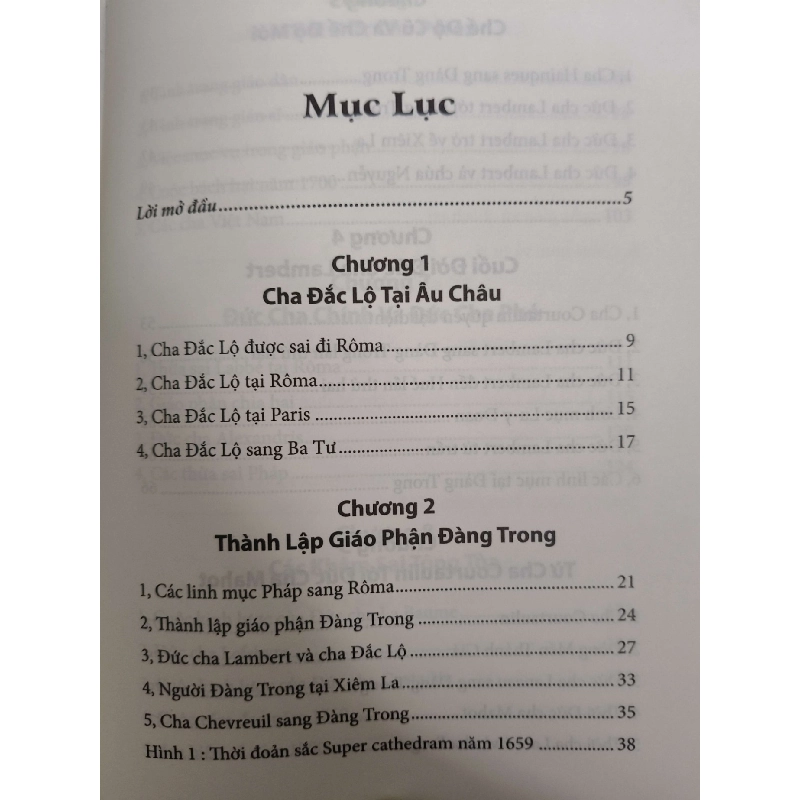 Mục Lục
Lời mở đầu ........ 5
Chương 1
Cha Đắc Lộ Tại Âu Châu
1, Cha Đắc Lộ được sai đi Rôma ........ 9
2, Cha Đắc Lộ tại Rôma ........ 11
3, Cha Đắc Lộ tại Paris ........ 15
4, Cha Đắc Lộ sang Ba Tư ........ 17
Chương 2
Thành Lập Giáo Phận Đàng Trong
1, Các linh mục Pháp sang Rôma ........ 21
2, Thành lập giáo phận Đàng Trong ........ 24
3, Đức cha Lambert và cha Đắc Lộ ........ 27
4, Người Đàng Trong tại Xiêm La ........ 33
5, Cha Chevreuil sang Đàng Trong ........ 35
Hình 1 : Thời đoản sắc Super cathedram năm 1659 ........ 38